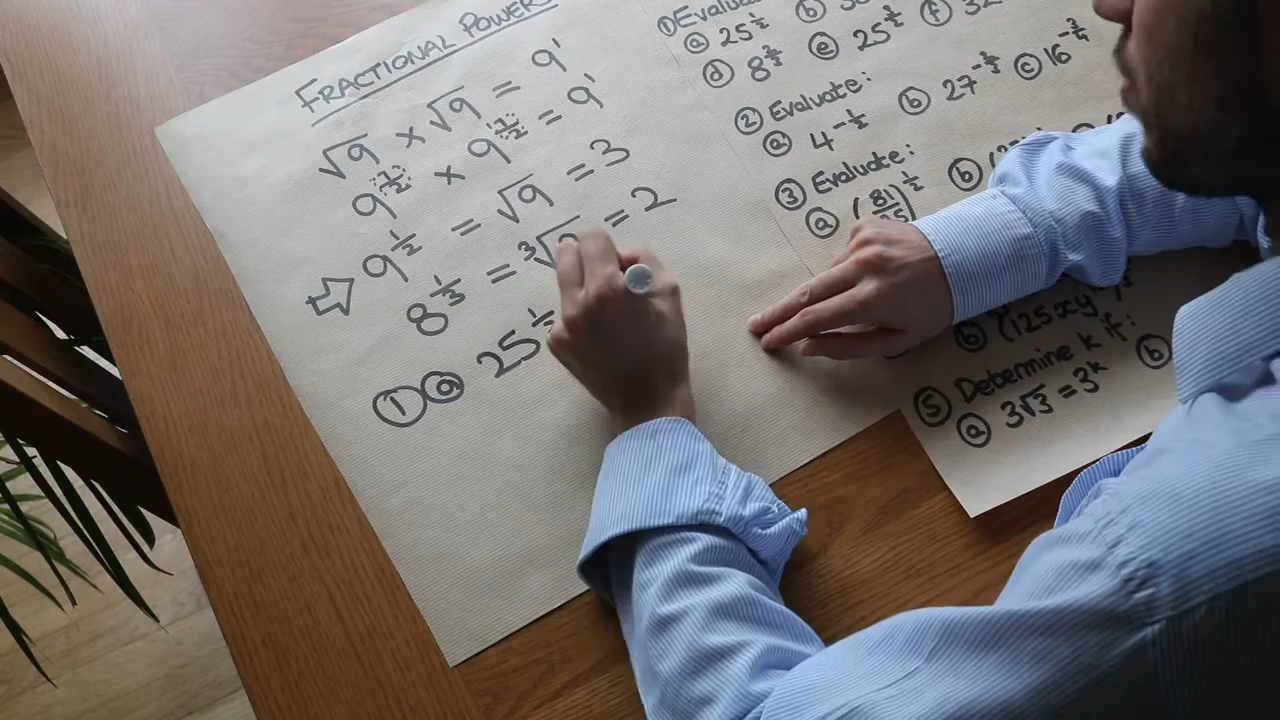 FRACTIONAL POWERS
√9 × √9 = 9¹
9^(1/2) × 9^(1/2) = 9¹
⇨ 9^(1/2) = √9 = 3
8^(1/3) = ³√ = 2
① ⓐ 25^(1/2)
① Evaluate
ⓐ 25^(1/2) ⓑ
ⓓ 8^(2/3) ⓔ 25^(3/2) ⓕ 32
② Evaluate:
ⓐ 4^(-1/2) ⓑ 27^(-2/3) ⓒ 16^(-3/4)
③ Evaluate:
ⓐ (81/25)^(1/2) ⓑ
ⓑ (125xy
⑤ Determine k if:
ⓐ 3√3 = 3^k ⓑ